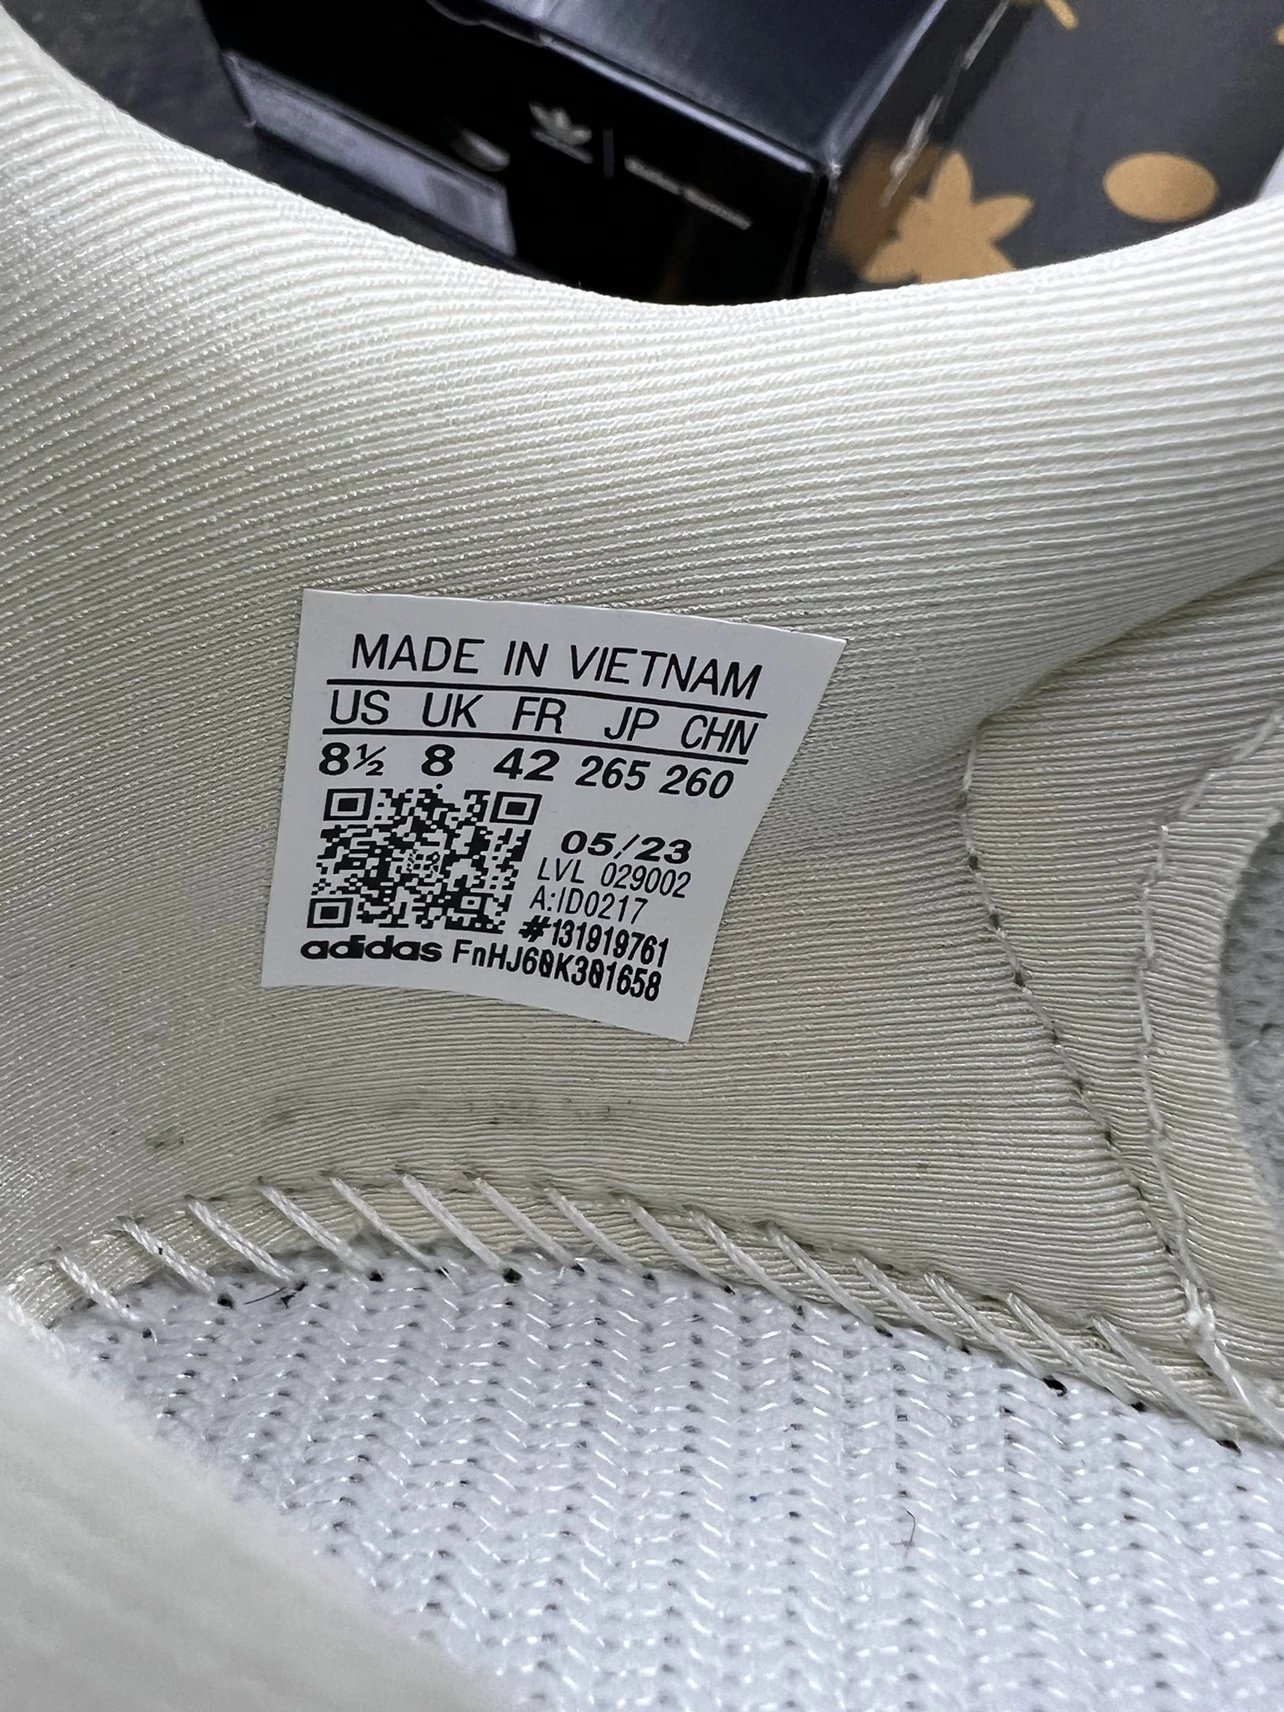 MADE IN VIETNAM
US UK FR JP CHN
8½ 8 42 265 260
05/23
LVL 029002
A:ID0217
#131919761
adidas FnHJ60K301658